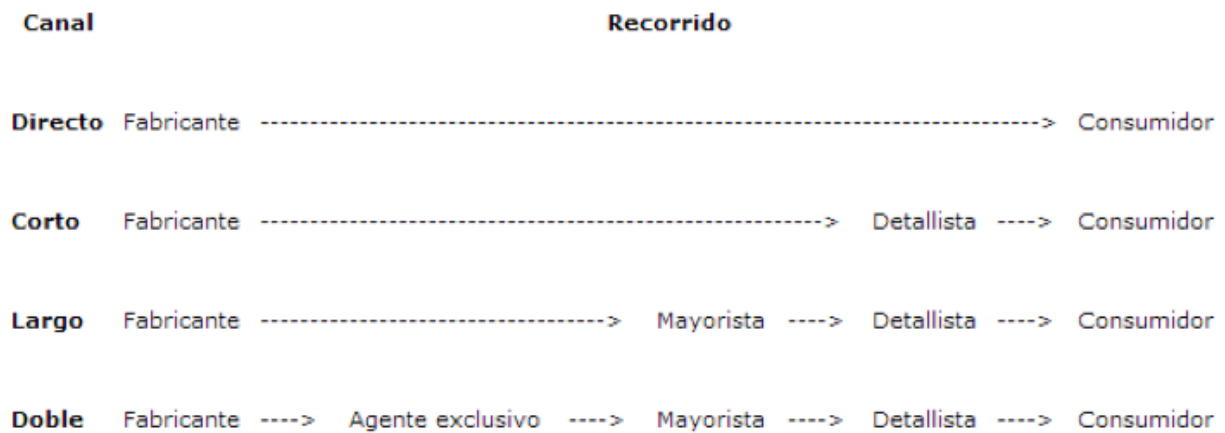 Canal Recorrido
Directo Fabricante ------------------------------------------------------------------------------> Consumidor
Corto Fabricante --------------------------------------------------------> Detallista ----> Consumidor
Largo Fabricante ----------------------------------> Mayorista ----> Detallista ----> Consumidor
Doble Fabricante ----> Agente exclusivo ----> Mayorista ----> Detallista ----> Consumidor